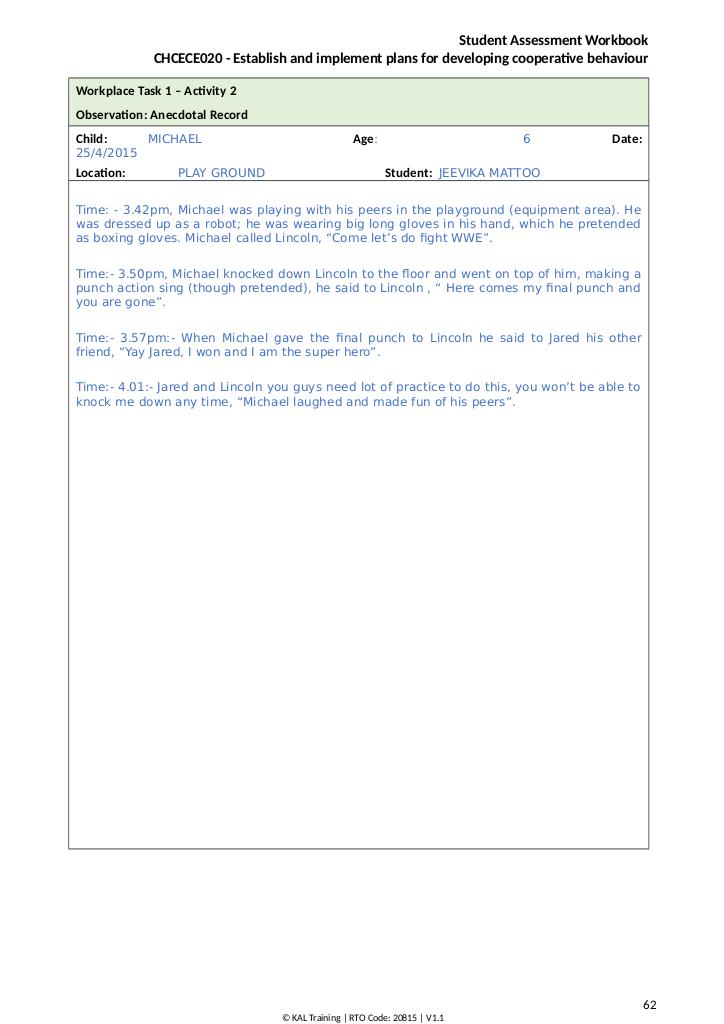 Student Assessment Workbook
CHCECE020 - Establish and implement plans for developing cooperative behaviour
Workplace Task 1 – Activity 2
Observation: Anecdotal Record
Child: MICHAEL Age: 6 Date:
25/4/2015
Location: PLAY GROUND Student: JEEVIKA MATTOO
Time: - 3.42pm, Michael was playing with his peers in the playground (equipment area). He
was dressed up as a robot; he was wearing big long gloves in his hand, which he pretended
as boxing gloves. Michael called Lincoln, “Come let’s do fight WWE”.
Time:- 3.50pm, Michael knocked down Lincoln to the floor and went on top of him, making a
punch action sing (though pretended), he said to Lincoln , “ Here comes my final punch and
you are gone”.
Time:- 3.57pm:- When Michael gave the final punch to Lincoln he said to Jared his other
friend, “Yay Jared, I won and I am the super hero”.
Time:- 4.01:- Jared and Lincoln you guys need lot of practice to do this, you won’t be able to
knock me down any time, “Michael laughed and made fun of his peers”.
62
© KAL Training | RTO Code: 20815 | V1.1